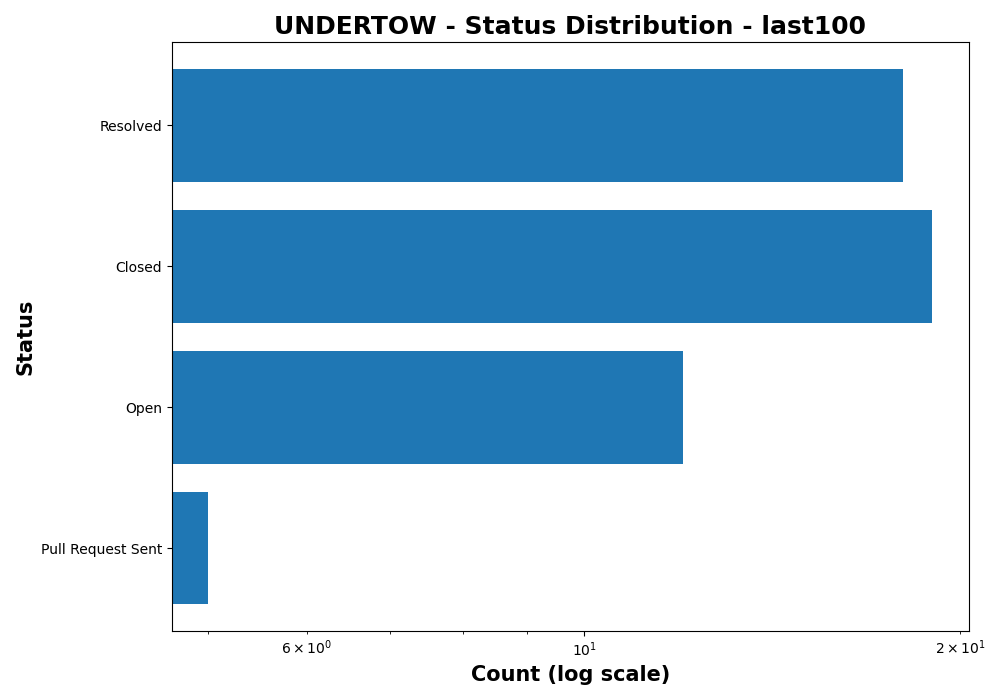 UNDERTOW - Status Distribution - last100
Resolved
Closed
Open
Pull Request Sent
Status
6 × 10⁰
10¹
2 × 10¹
Count (log scale)